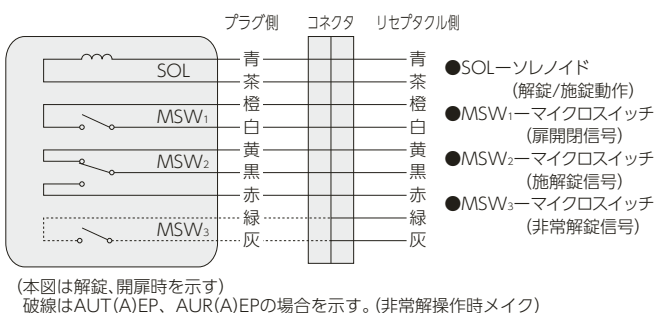 プラグ側 コネクタ リセプタクル側
青 青
SOL
茶 茶
橙 橙
MSW₁
白 白
黄 黄
MSW₂
黒 黒
赤 赤
緑 緑
MSW₃
灰 灰
●SOLーソレノイド
(解錠/施錠動作)
●MSW₁ーマイクロスイッチ
(扉開閉信号)
●MSW₂ーマイクロスイッチ
(施解錠信号)
●MSW₃ーマイクロスイッチ
(非常解錠信号)
(本図は解錠、開扉時を示す)
破線はAUT(A)EP、AUR(A)EPの場合を示す。(非常解操作時メイク)